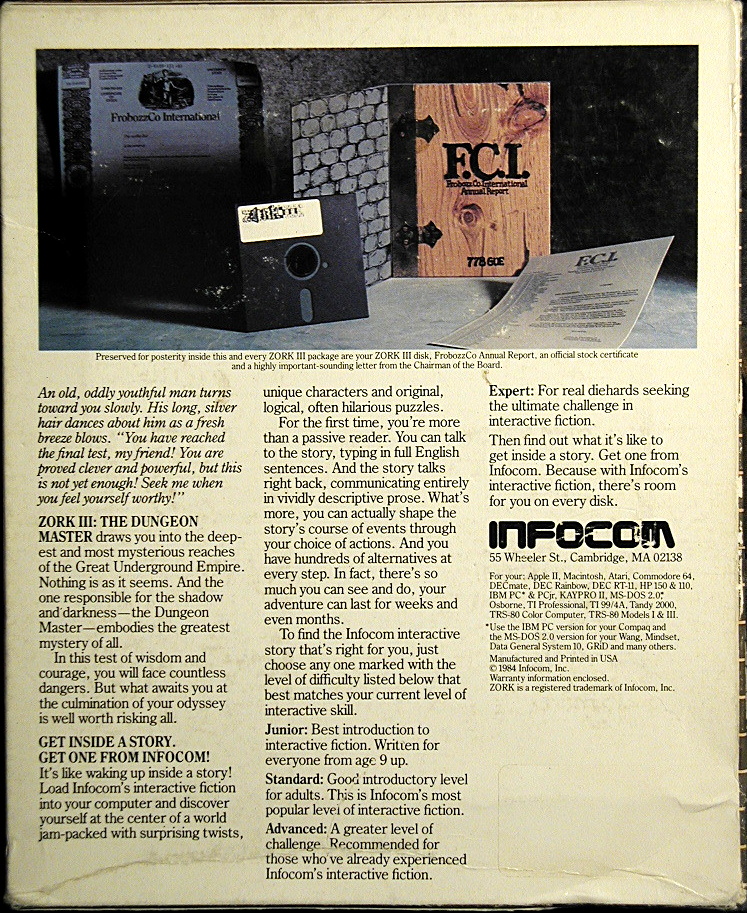 FrobozzCo International
ZORK III
F.C.I.
FrobozzCo International
Annual Report
778 GUE
F.C.I.
Preserved for posterity inside this and every ZORK III package are your ZORK III disk, FrobozzCo Annual Report, an official stock certificate
and a highly important-sounding letter from the Chairman of the Board.
An old, oddly youthful man turns
toward you slowly. His long, silver
hair dances about him as a fresh
breeze blows. "You have reached
the final test, my friend! You are
proved clever and powerful, but this
is not yet enough! Seek me when
you feel yourself worthy!"
ZORK III: THE DUNGEON
MASTER draws you into the deep-
est and most mysterious reaches
of the Great Underground Empire.
Nothing is as it seems. And the
one responsible for the shadow
and darkness—the Dungeon
Master—embodies the greatest
mystery of all.
In this test of wisdom and
courage, you will face countless
dangers. But what awaits you at
the culmination of your odyssey
is well worth risking all.
GET INSIDE A STORY.
GET ONE FROM INFOCOM!
It's like waking up inside a story!
Load Infocom's interactive fiction
into your computer and discover
yourself at the center of a world
jam-packed with surprising twists,
unique characters and original,
logical, often hilarious puzzles.
For the first time, you're more
than a passive reader. You can talk
to the story, typing in full English
sentences. And the story talks
right back, communicating entirely
in vividly descriptive prose. What's
more, you can actually shape the
story's course of events through
your choice of actions. And you
have hundreds of alternatives at
every step. In fact, there's so
much you can see and do, your
adventure can last for weeks and
even months.
To find the Infocom interactive
story that's right for you, just
choose any one marked with the
level of difficulty listed below that
best matches your current level of
interactive skill.
Junior: Best introduction to
interactive fiction. Written for
everyone from age 9 up.
Standard: Good introductory level
for adults. This is Infocom's most
popular level of interactive fiction.
Advanced: A greater level of
challenge. Recommended for
those who've already experienced
Infocom's interactive fiction.
Expert: For real diehards seeking
the ultimate challenge in
interactive fiction.
Then find out what it's like to
get inside a story. Get one from
Infocom. Because with Infocom's
interactive fiction, there's room
for you on every disk.
INFOCOM
55 Wheeler St., Cambridge, MA 02138
For your: Apple II, Macintosh, Atari, Commodore 64,
DECmate, DEC Rainbow, DEC RT-11, HP 150 & 110,
IBM PC* & PCjr, KAYPRO II, MS-DOS 2.0,*
Osborne, TI Professional, TI 99/4A, Tandy 2000,
TRS-80 Color Computer, TRS-80 Models I & III.
*Use the IBM PC version for your Compaq and
the MS-DOS 2.0 version for your Wang, Mindset,
Data General System 10, GRiD and many others.
Manufactured and Printed in USA
© 1984 Infocom, Inc.
Warranty information enclosed.
ZORK is a registered trademark of Infocom, Inc.